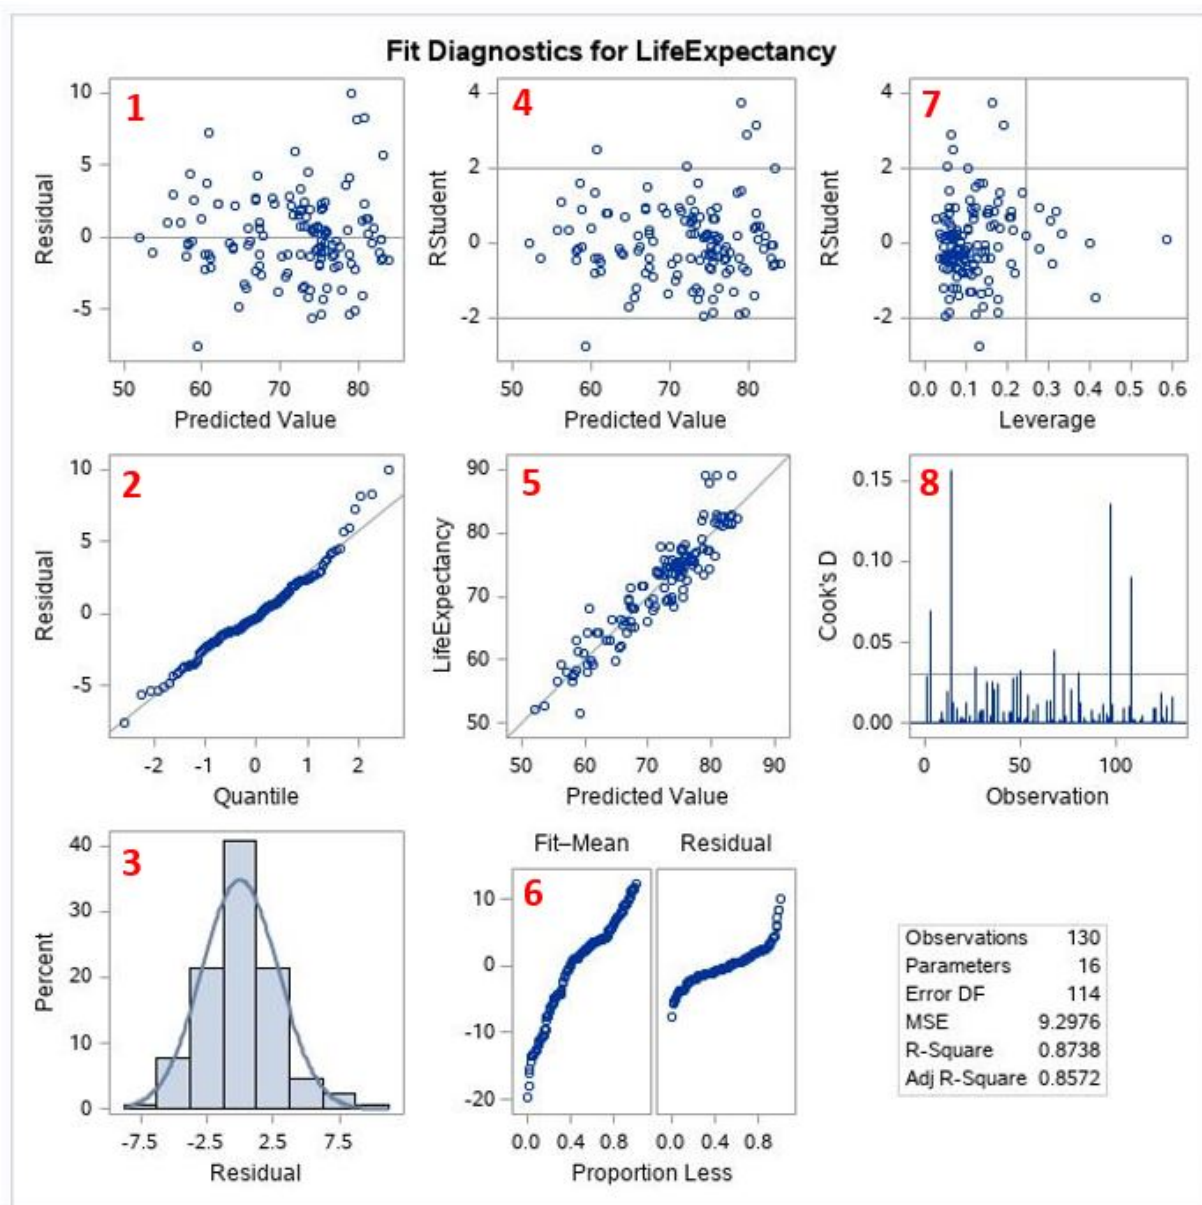 Fit Diagnostics for LifeExpectancy
1
10
5
0
-5
Residual
50 60 70 80
Predicted Value
4
4
2
0
-2
RStudent
50 60 70 80
Predicted Value
7
4
2
0
-2
RStudent
0.0 0.1 0.2 0.3 0.4 0.5 0.6
Leverage
2
10
5
0
-5
Residual
-2 -1 0 1 2
Quantile
5
90
80
70
60
50
LifeExpectancy
50 60 70 80 90
Predicted Value
8
0.15
0.10
0.05
0.00
Cook's D
0 50 100
Observation
3
40
30
20
10
0
Percent
-7.5 -2.5 2.5 7.5
Residual
Fit–Mean Residual
6
10
0
-10
-20
0.0 0.4 0.8 0.0 0.4 0.8
Proportion Less
Observations 130
Parameters 16
Error DF 114
MSE 9.2976
R-Square 0.8738
Adj R-Square 0.8572